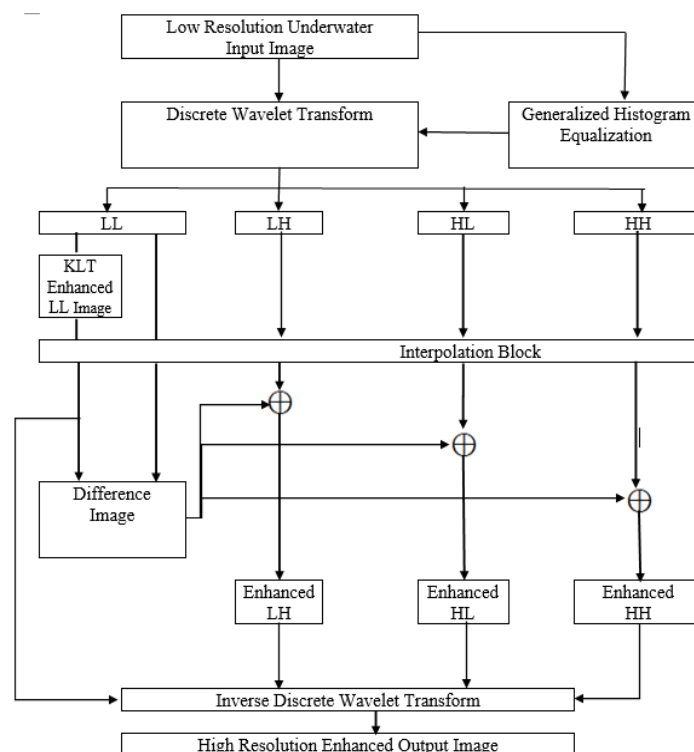 Low Resolution Underwater
Input Image
Discrete Wavelet Transform
Generalized Histogram
Equalization
LL
LH
HL
HH
KLT
Enhanced
LL Image
Interpolation Block
Difference
Image
Enhanced
LH
Enhanced
HL
Enhanced
HH
Inverse Discrete Wavelet Transform
High Resolution Enhanced Output Image